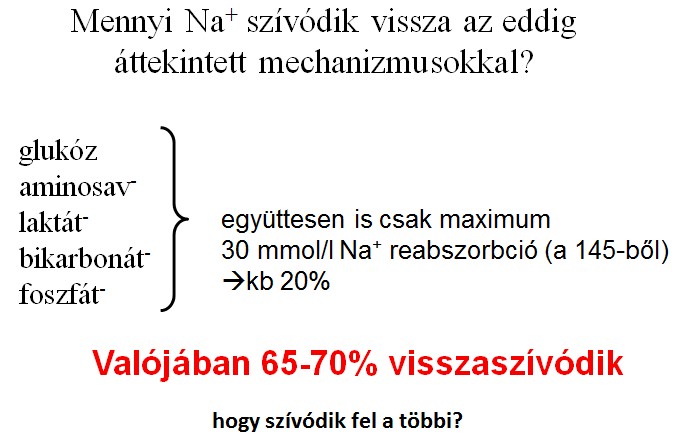 Mennyi Na⁺ szívódik vissza az eddig
áttekintett mechanizmusokkal?
glukóz
aminosav⁻
laktát⁻
bikarbonát⁻
foszfát⁻
együttesen is csak maximum
30 mmol/l Na⁺ reabszorbció (a 145-ből)
→kb 20%
Valójában 65-70% visszaszívódik
hogy szívódik fel a többi?